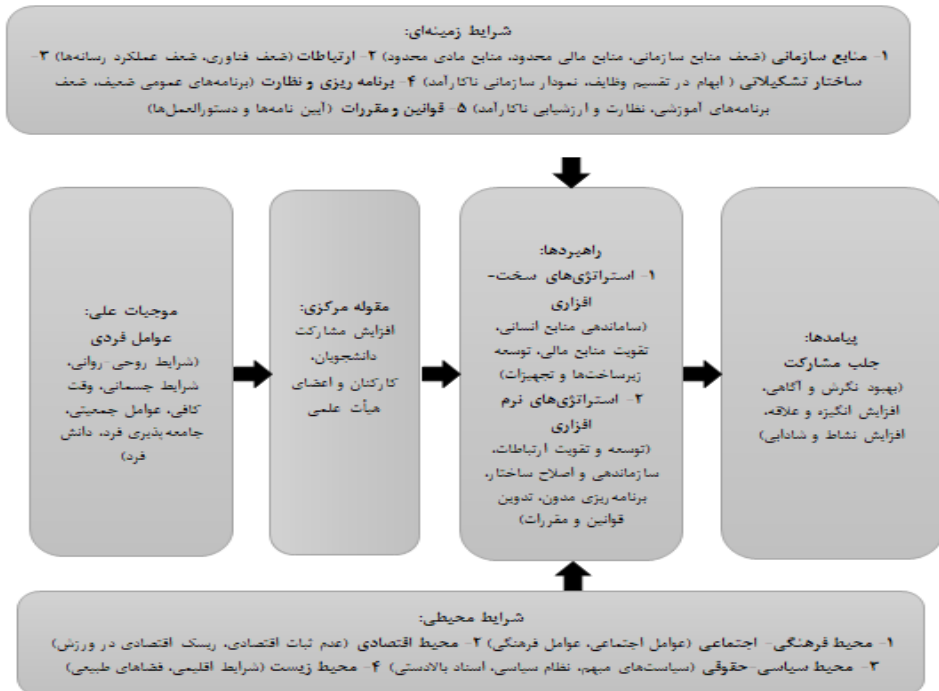 شرایط زمینه‌ای:
۱- منابع سازمانی (ضعف منابع سازمانی، منابع مالی محدود، منابع مادی محدود) ۲- ارتباطات (ضعف فناوری، ضعف عملکرد رسانه‌ها) ۳-
ساختار تشکیلاتی ( ابهام در تقسیم وظایف، نمودار سازمانی ناکارآمد) ۴- برنامه ریزی و نظارت (برنامه‌های عمومی ضعیف، ضعف
برنامه‌های آموزشی، نظارت و ارزشیابی ناکارآمد) ۵- قوانین و مقررات (آیین نامه‌ها و دستورالعمل‌ها)
موجبات علی:
عوامل فردی
(شرایط روحی-روانی،
شرایط جسمانی، وقت
کافی، عوامل جمعیتی،
جامعه پذیری فرد، دانش
فرد)
مقوله مرکزی:
افزایش مشارکت
دانشجویان،
کارکنان و اعضای
هیأت علمی
راهبردها:
۱- استراتژی‌های سخت-
افزاری
(ساماندهی منابع انسانی،
تقویت منابع مالی، توسعه
زیرساخت‌ها و تجهیزات)
۲- استراتژی‌های نرم
افزاری
(توسعه و تقویت ارتباطات،
سازماندهی و اصلاح ساختار،
برنامه ریزی مدون، تدوین
قوانین و مقررات)
پیامدها:
جلب مشارکت
(بهبود نگرش و آگاهی،
افزایش انگیزه و علاقه،
افزایش نشاط و شادابی)
شرایط محیطی:
۱- محیط فرهنگی- اجتماعی (عوامل اجتماعی، عوامل فرهنگی) ۲- محیط اقتصادی (عدم ثبات اقتصادی، ریسک اقتصادی در ورزش)
۳- محیط سیاسی-حقوقی (سیاست‌های مبهم، نظام سیاسی، اسناد بالادستی) ۴- محیط زیست (شرایط اقلیمی، فضاهای طبیعی)